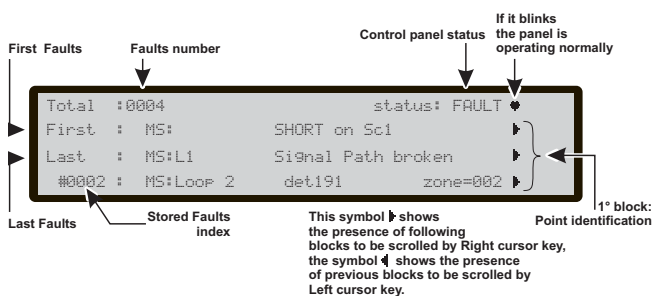 If it blinks
the panel is
operating normally
Control panel status
First Faults
Faults number
Total :0004 status: FAULT ♥
First : MS: SHORT on Sc1
Last : MS:L1 Signal Path broken
#0002 : MS:Loop 2 det191 zone=002
Last Faults
Stored Faults
index
1° block:
Point identification
This symbol shows
the presence of following
blocks to be scrolled by Right cursor key,
the symbol shows the presence
of previous blocks to be scrolled by
Left cursor key.